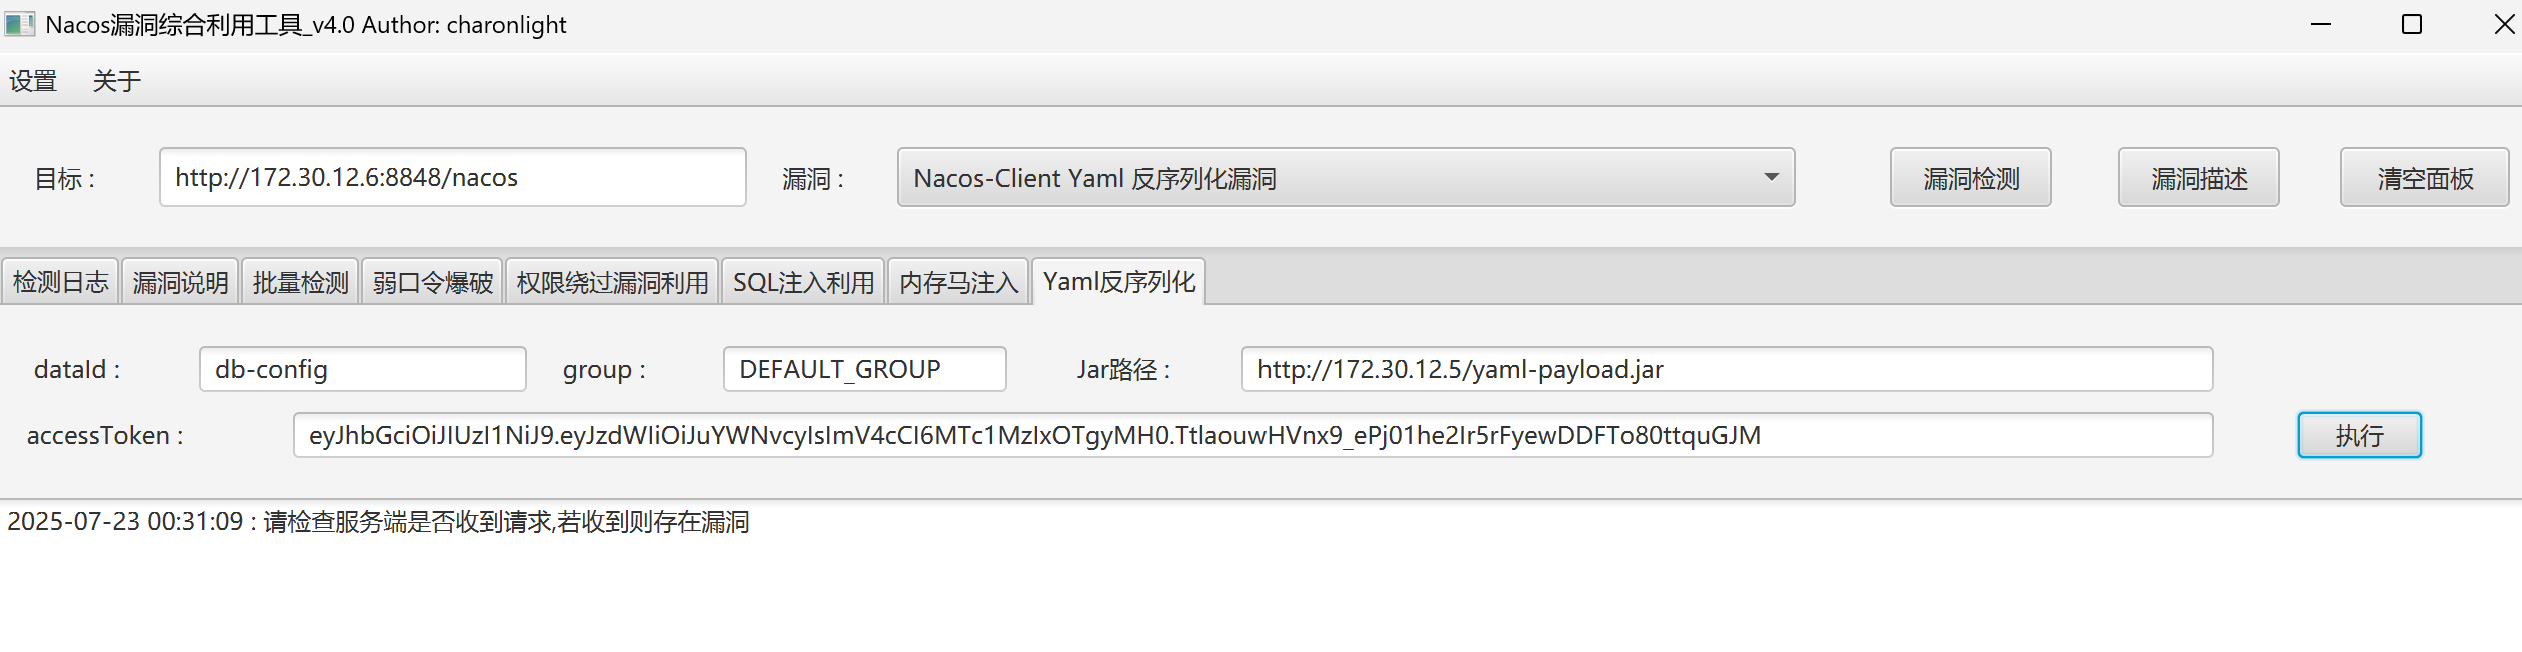 Nacos漏洞综合利用工具_v4.0 Author: charonlight
设置 关于
目标 : http://172.30.12.6:8848/nacos 漏洞 : Nacos-Client Yaml 反序列化漏洞 漏洞检测 漏洞描述 清空面板
检测日志 漏洞说明 批量检测 弱口令爆破 权限绕过漏洞利用 SQL注入利用 内存马注入 Yaml反序列化
dataId : db-config group : DEFAULT_GROUP Jar路径 : http://172.30.12.5/yaml-payload.jar
accessToken : eyJhbGciOiJIUzI1NiJ9.eyJzdWIiOiJuYWNvcyIsImV4cCI6MTc1MzIxOTgyMH0.TtlaouwHVnx9_ePj01he2Ir5rFyewDDFTo80ttquGJM 执行
2025-07-23 00:31:09 : 请检查服务端是否收到请求,若收到则存在漏洞